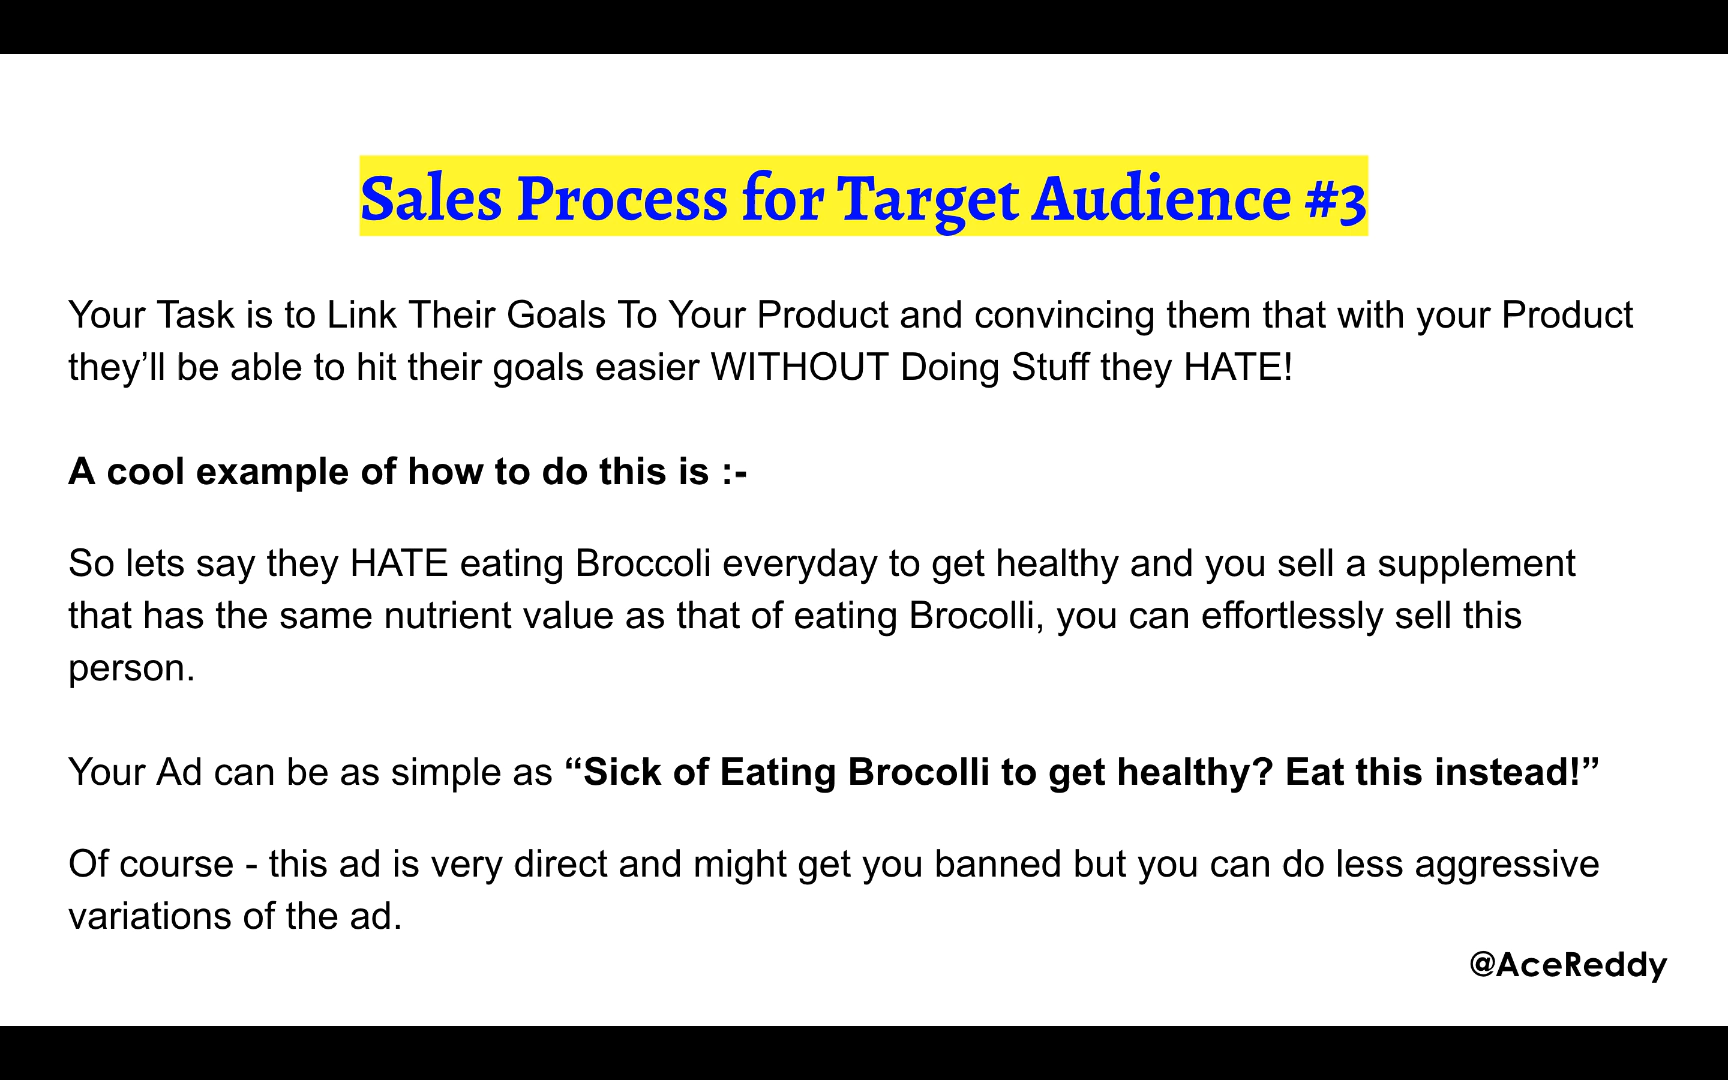 Sales Process for Target Audience #3
Your Task is to Link Their Goals To Your Product and convincing them that with your Product
they’ll be able to hit their goals easier WITHOUT Doing Stuff they HATE!
A cool example of how to do this is :-
So lets say they HATE eating Broccoli everyday to get healthy and you sell a supplement
that has the same nutrient value as that of eating Brocolli, you can effortlessly sell this
person.
Your Ad can be as simple as “Sick of Eating Brocolli to get healthy? Eat this instead!”
Of course - this ad is very direct and might get you banned but you can do less aggressive
variations of the ad.
@AceReddy